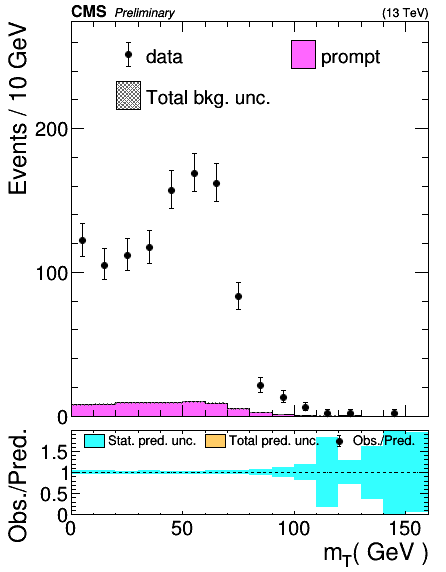 CMS Preliminary (13 TeV)
Events / 10 GeV
data
prompt
Total bkg. unc.
200
100
0
Obs./Pred.
Stat. pred. unc.
Total pred. unc.
Obs./Pred.
1.5
1
0.5
0
0 50 100 150
m_T( GeV )